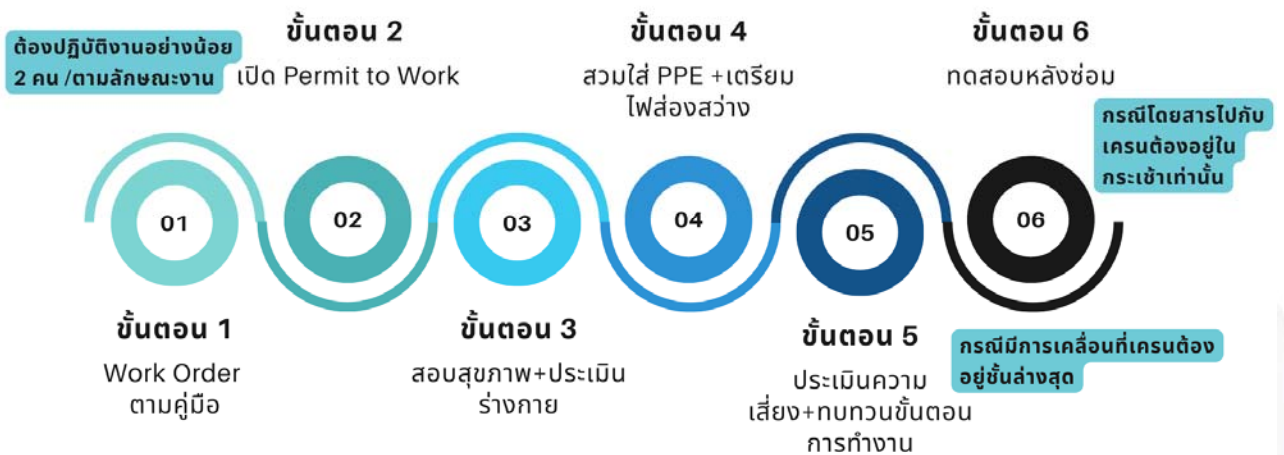 ต้องปฏิบัติงานอย่างน้อย
2 คน /ตามลักษณะงาน
ขั้นตอน 2
เปิด Permit to Work
ขั้นตอน 4
สวมใส่ PPE +เตรียม
ไฟส่องสว่าง
ขั้นตอน 6
ทดสอบหลังซ่อม
กรณีโดยสารไปกับ
เครนต้องอยู่ใน
กระเช้าเท่านั้น
01
02
03
04
05
06
ขั้นตอน 1
Work Order
ตามคู่มือ
ขั้นตอน 3
สอบสุขภาพ+ประเมิน
ร่างกาย
ขั้นตอน 5
ประเมินความ
เสี่ยง+ทบทวนขั้นตอน
การทำงาน
กรณีมีการเคลื่อนที่เครนต้อง
อยู่ชั้นล่างสุด